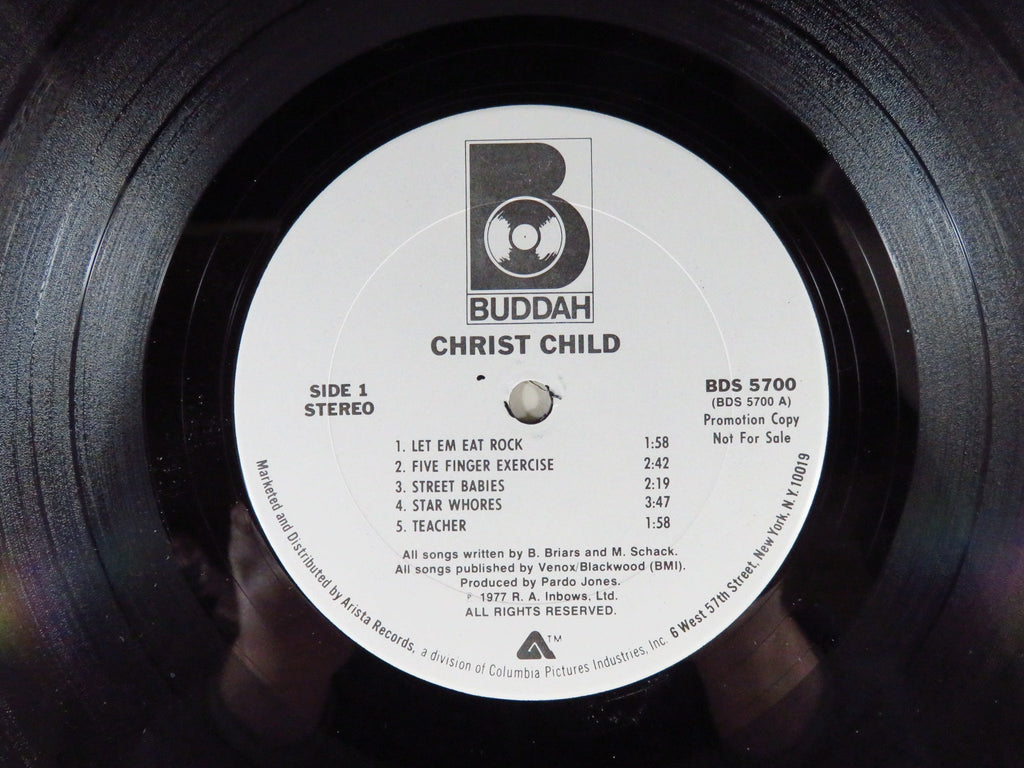 BUDDAH
CHRIST CHILD
SIDE 1
STEREO
BDS 5700
(BDS 5700 A)
Promotion Copy
Not For Sale
1. LET EM EAT ROCK 1:58
2. FIVE FINGER EXERCISE 2:42
3. STREET BABIES 2:19
4. STAR WHORES 3:47
5. TEACHER 1:58
All songs written by B. Briars and M. Schack.
All songs published by Venox/Blackwood (BMI).
Produced by Pardo Jones.
℗ 1977 R. A. Inbows, Ltd.
ALL RIGHTS RESERVED.
TM
Marketed and Distributed by Arista Records, a division of Columbia Pictures Industries, Inc. 6 West 57th Street, New York, N.Y. 10019